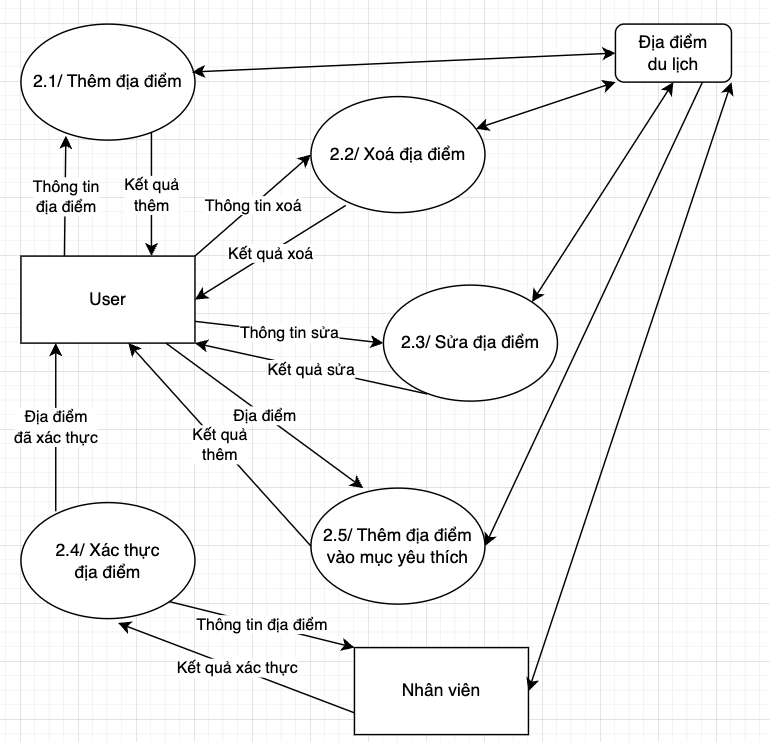 2.1/ Thêm địa điểm
Địa điểm
du lịch
2.2/ Xoá địa điểm
Thông tin
địa điểm
Kết quả
thêm
Thông tin xoá
Kết quả xoá
User
Thông tin sửa
2.3/ Sửa địa điểm
Kết quả sửa
Địa điểm
đã xác thực
Địa điểm
Kết quả
thêm
2.5/ Thêm địa điểm
vào mục yêu thích
2.4/ Xác thực
địa điểm
Thông tin địa điểm
Kết quả xác thực
Nhân viên